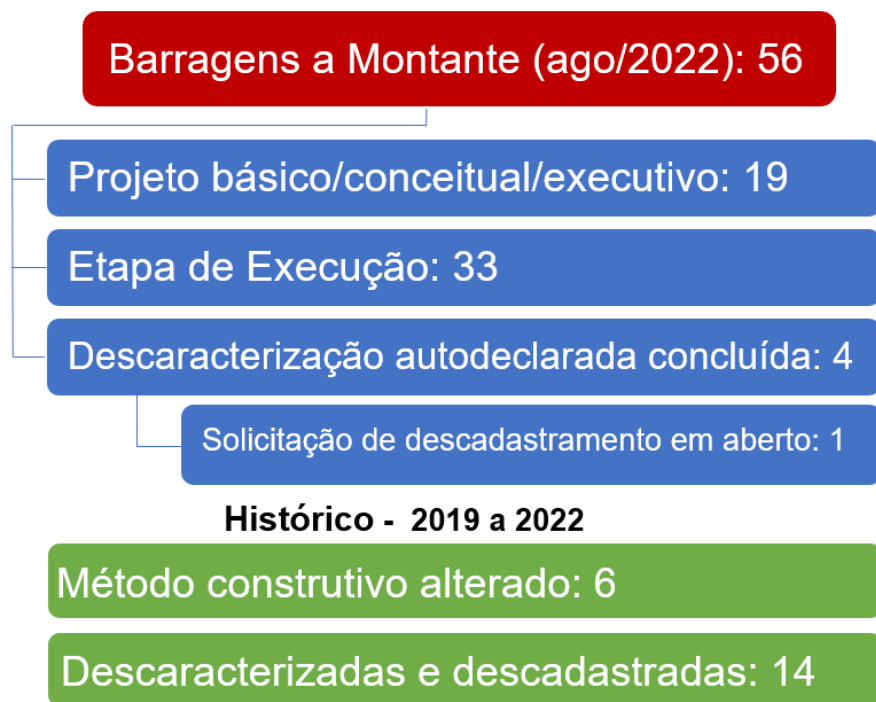 Barragens a Montante (ago/2022): 56
Projeto básico/conceitual/executivo: 19
Etapa de Execução: 33
Descaracterização autodeclarada concluída: 4
Solicitação de descadastramento em aberto: 1
Histórico - 2019 a 2022
Método construtivo alterado: 6
Descaracterizadas e descadastradas: 14